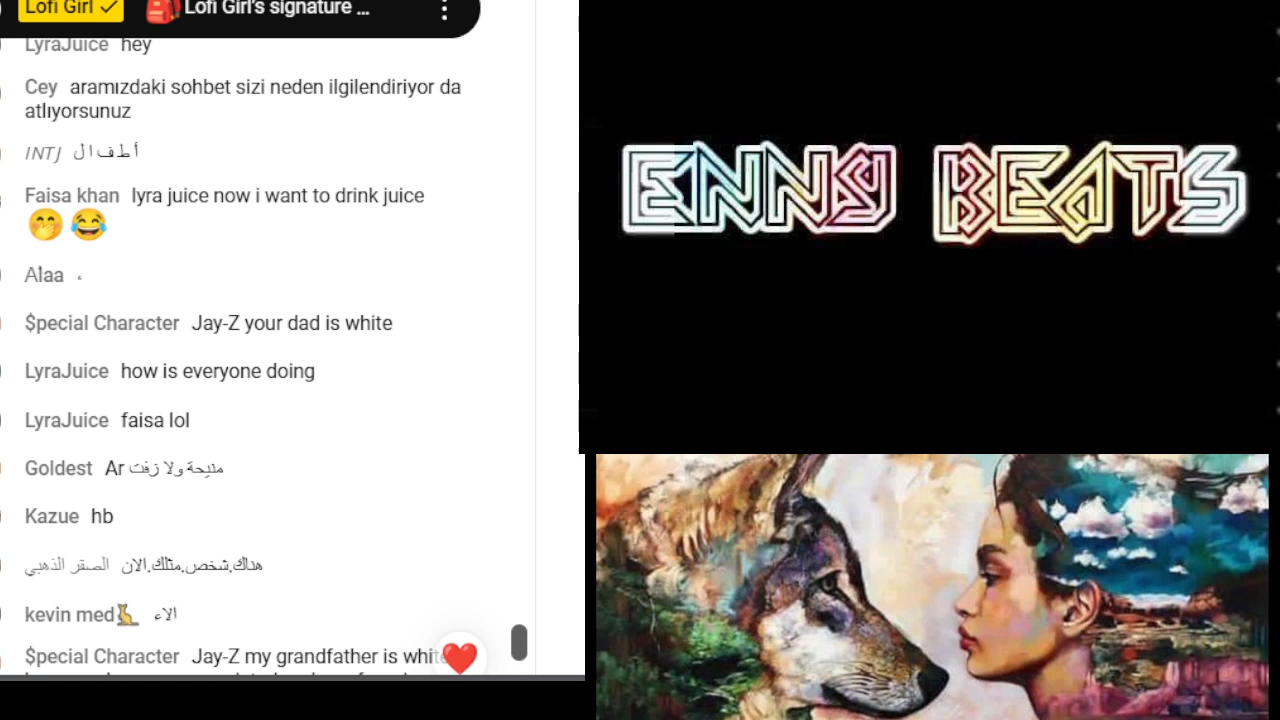 Lofi Girl ✓ Lofi Girl's signature ...
LyraJuice hey
Cey aramızdaki sohbet sizi neden ilgilendiriyor da
atlıyorsunuz
INTJ أ ط ف ا ل
Faisa khan lyra juice now i want to drink juice
🤭😂
Alaa ،
$pecial Character Jay-Z your dad is white
LyraJuice how is everyone doing
LyraJuice faisa lol
Goldest Ar منيحة ولا زفت
Kazue hb
الصقر الذهبي هناك.شخص.مثلك.الان
kevin med الاء
$pecial Character Jay-Z my grandfather is white
ENNY BEATS